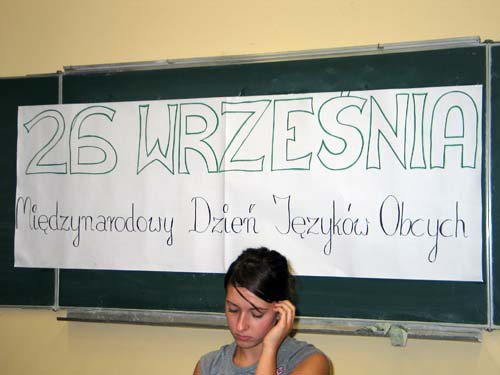 26 WRZEŚNIA
Międzynarodowy Dzień Języków Obcych